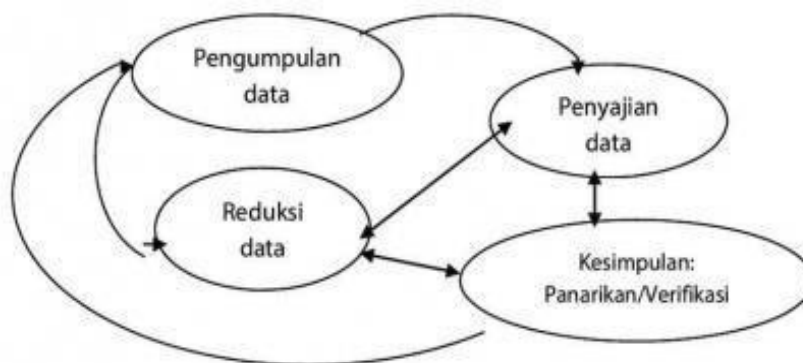 Pengumpulan
data
Penyajian
data
Reduksi
data
Kesimpulan:
Panarikan/Verifikasi